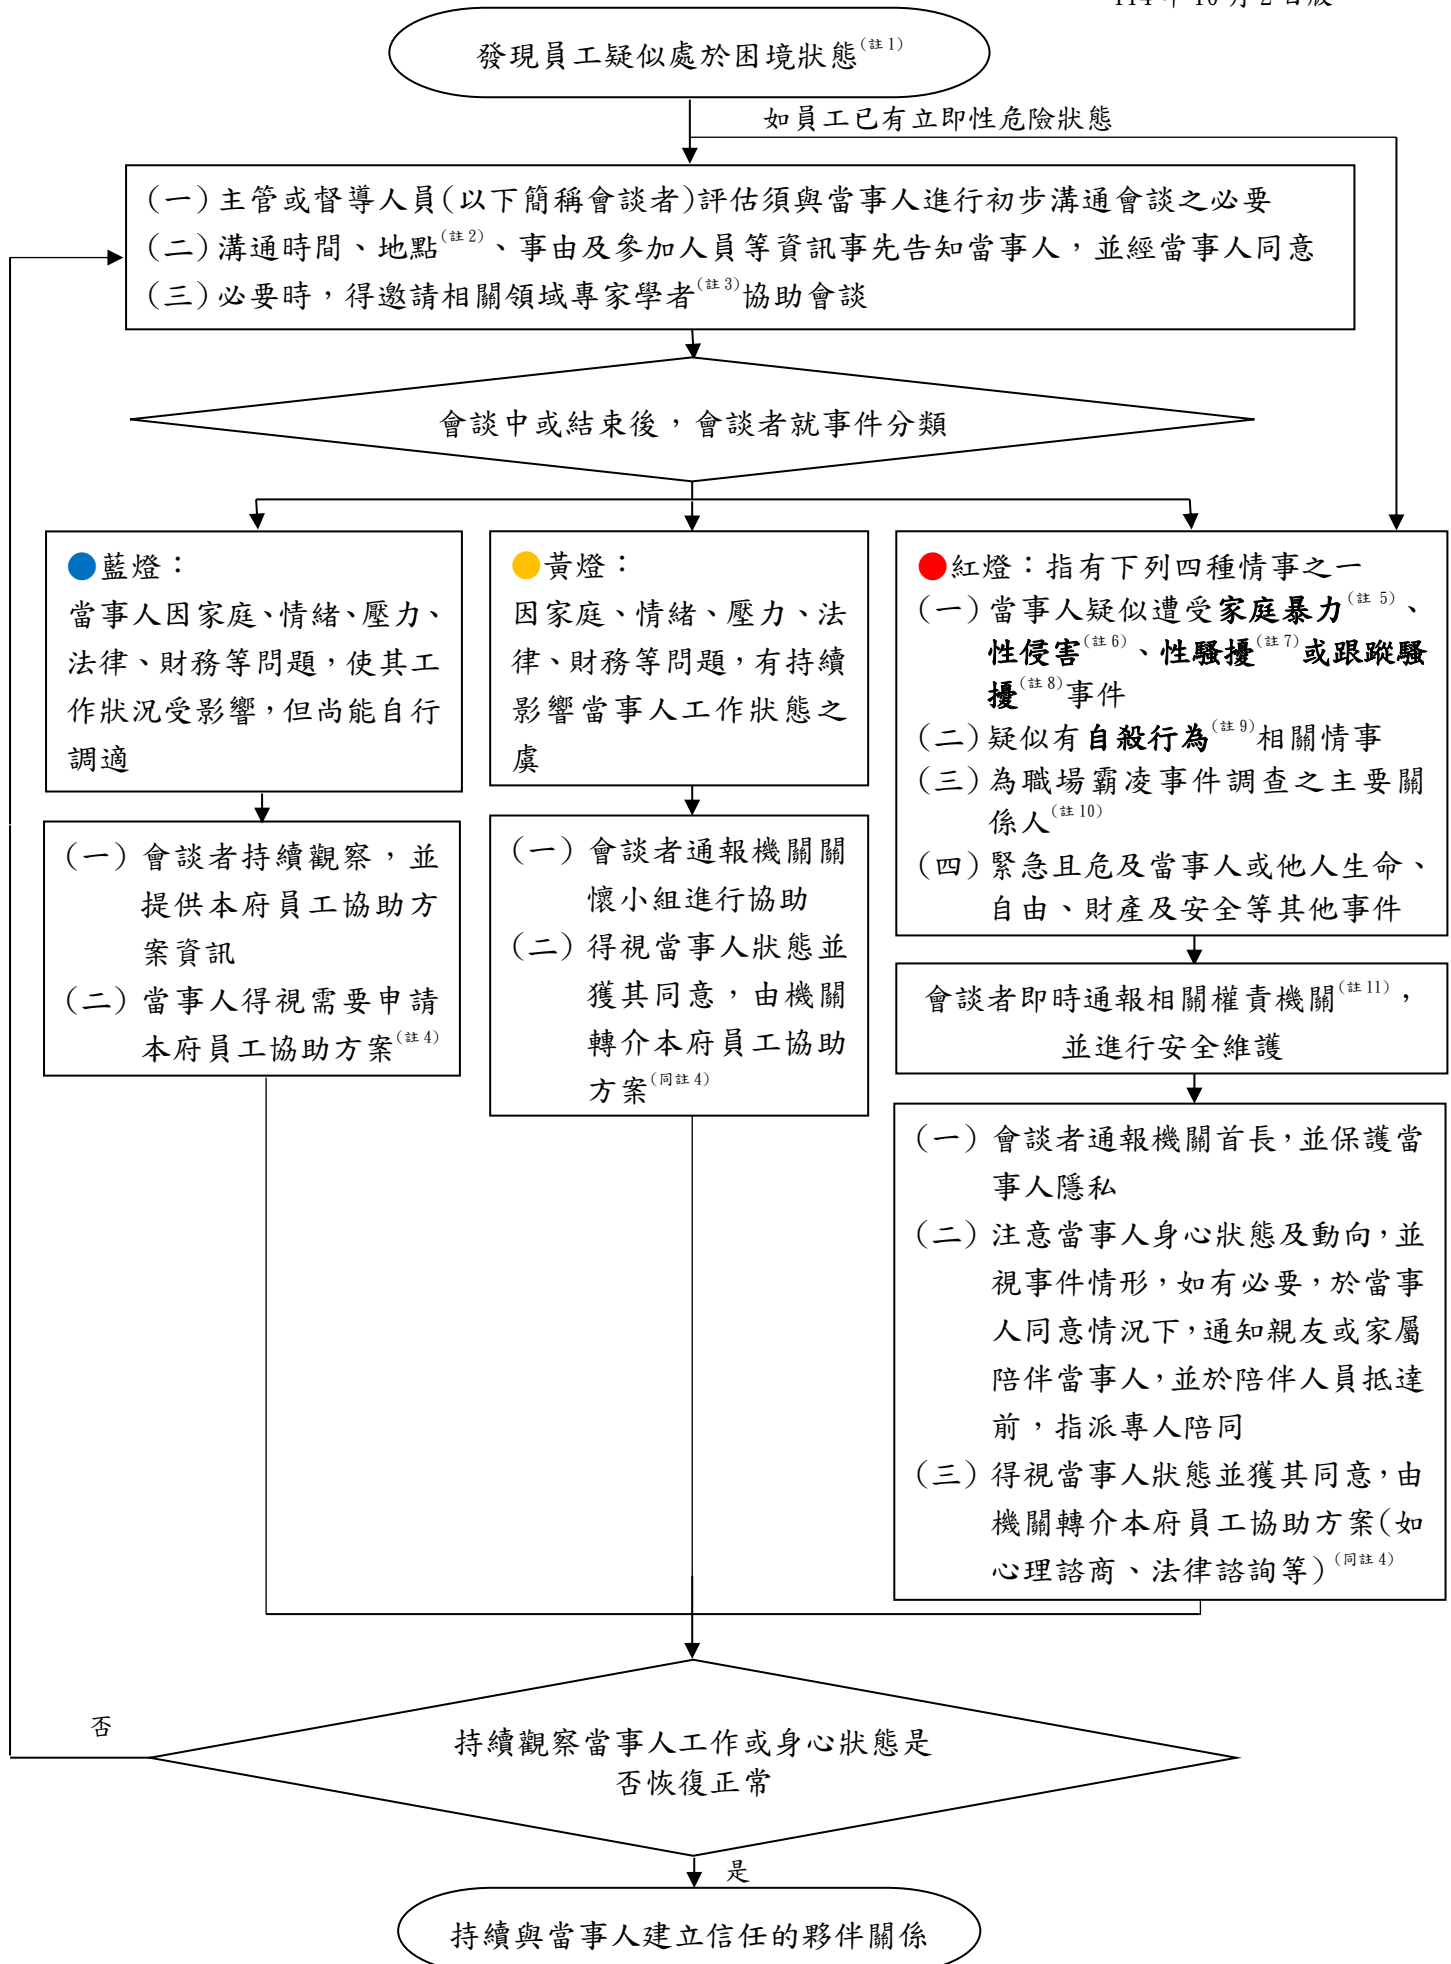 114 年 10 月 2 日版
發現員工疑似處於困境狀態(註 1)
如員工已有立即性危險狀態
(一)主管或督導人員(以下簡稱會談者)評估須與當事人進行初步溝通會談之必要
(二)溝通時間、地點(註 2)、事由及參加人員等資訊事先告知當事人，並經當事人同意
(三)必要時，得邀請相關領域專家學者(註 3)協助會談
會談中或結束後，會談者就事件分類
藍燈：
當事人因家庭、情緒、壓力、
法律、財務等問題，使其工
作狀況受影響，但尚能自行
調適
(一)會談者持續觀察，並
提供本府員工協助方
案資訊
(二)當事人得視需要申請
本府員工協助方案(註 4)
黃燈：
因家庭、情緒、壓力、法
律、財務等問題，有持續
影響當事人工作狀態之
虞
(一)會談者通報機關關
懷小組進行協助
(二)得視當事人狀態並
獲其同意，由機關
轉介本府員工協助
方案(同註 4)
紅燈：指有下列四種情事之一
(一)當事人疑似遭受家庭暴力(註 5)、
性侵害(註 6)、性騷擾(註 7)或跟蹤騷
擾(註 8)事件
(二)疑似有自殺行為(註 9)相關情事
(三)為職場霸凌事件調查之主要關
係人(註 10)
(四)緊急且危及當事人或他人生命、
自由、財產及安全等其他事件
會談者即時通報相關權責機關(註 11)，
並進行安全維護
(一)會談者通報機關首長，並保護當
事人隱私
(二)注意當事人身心狀態及動向，並
視事件情形，如有必要，於當事
人同意情況下，通知親友或家屬
陪伴當事人，並於陪伴人員抵達
前，指派專人陪同
(三)得視當事人狀態並獲其同意，由
機關轉介本府員工協助方案(如
心理諮商、法律諮詢等)(同註 4)
持續觀察當事人工作或身心狀態是
否恢復正常
否
是
持續與當事人建立信任的夥伴關係